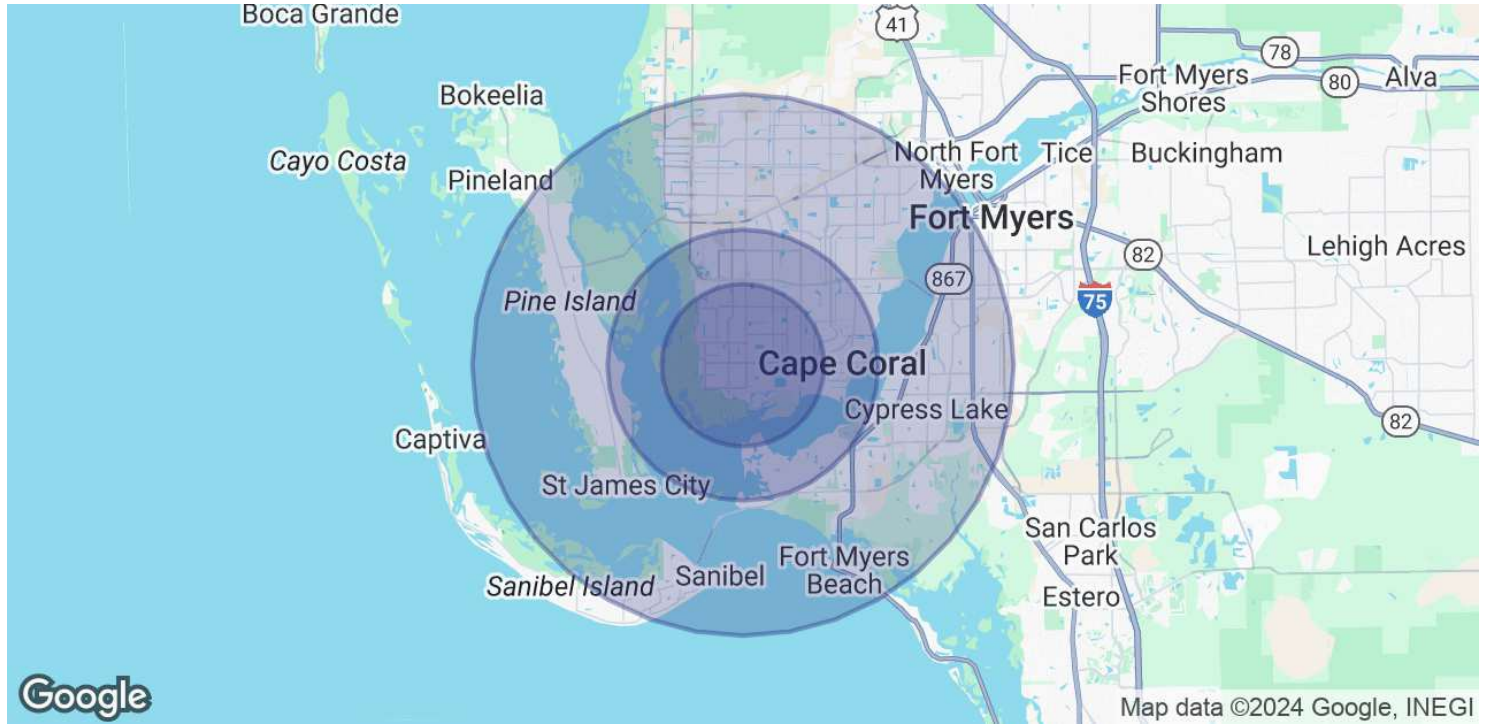 Boca Grande
41
78
Fort Myers
Shores
80
Alva
Bokeelia
Cayo Costa
North Fort
Myers
Tice
Buckingham
Pineland
Fort Myers
Lehigh Acres
82
867
Pine Island
75
Cape Coral
Cypress Lake
82
Captiva
St James City
San Carlos
Park
Fort Myers
Beach
Sanibel
Sanibel Island
Estero
Google
Map data ©2024 Google, INEGI